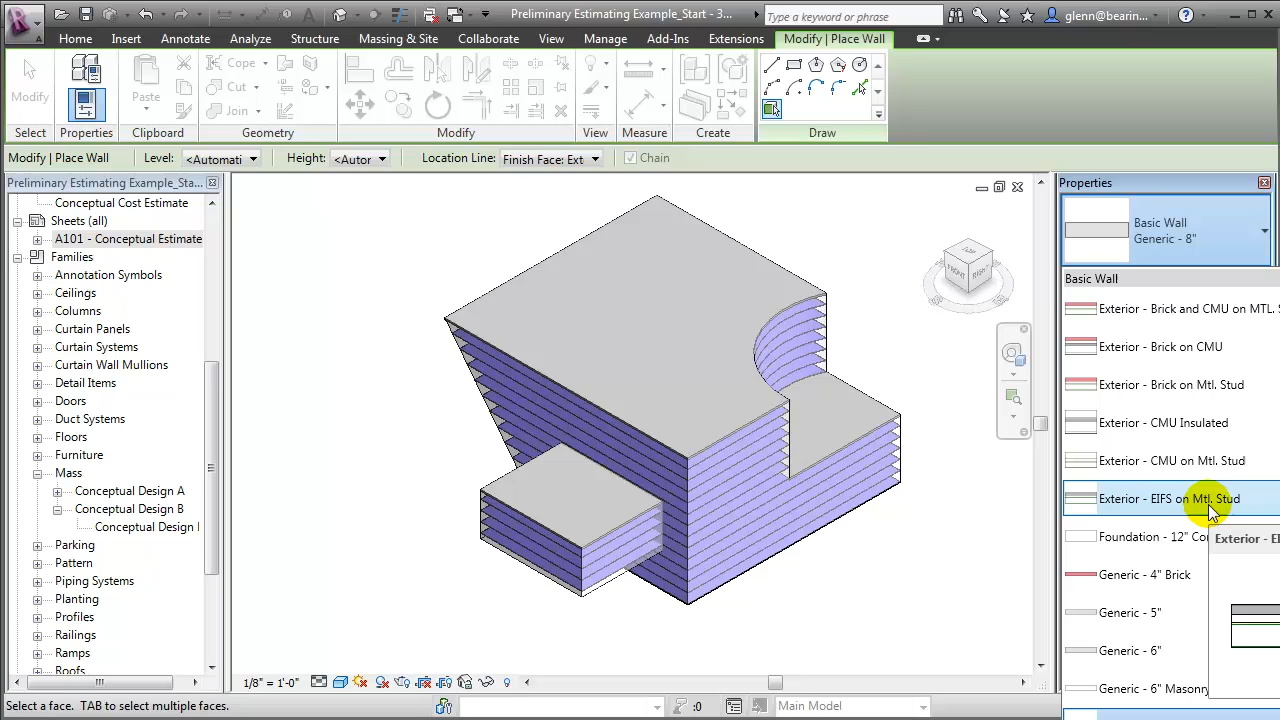 Preliminary Estimating Example_Start - 3...
Type a keyword or phrase
glenn@bearin...
Home Insert Annotate Analyze Structure Massing & Site Collaborate View Manage Add-Ins Extensions Modify | Place Wall
Modify
Paste
Cope
Cut
Join
Select Properties Clipboard Geometry Modify View Measure Create Draw
Modify | Place Wall Level: <Automati Height: <Autor Location Line: Finish Face: Ext Chain
Preliminary Estimating Example_Sta...
Conceptual Cost Estimate
Sheets (all)
A101 - Conceptual Estimate
Families
Annotation Symbols
Ceilings
Columns
Curtain Panels
Curtain Systems
Curtain Wall Mullions
Detail Items
Doors
Duct Systems
Floors
Furniture
Mass
Conceptual Design A
Conceptual Design B
Conceptual Design I
Parking
Pattern
Piping Systems
Planting
Profiles
Railings
Ramps
Roofs
TOP
FRONT
RIGHT
Properties
Basic Wall
Generic - 8"
Basic Wall
Exterior - Brick and CMU on MTL. S
Exterior - Brick on CMU
Exterior - Brick on Mtl. Stud
Exterior - CMU Insulated
Exterior - CMU on Mtl. Stud
Exterior - EIFS on Mtl. Stud
Foundation - 12" Co
Exterior - EI
Generic - 4" Brick
Generic - 5"
Generic - 6"
Generic - 6" Masonry
1/8" = 1'-0"
Select a face. TAB to select multiple faces.
:0
Main Model